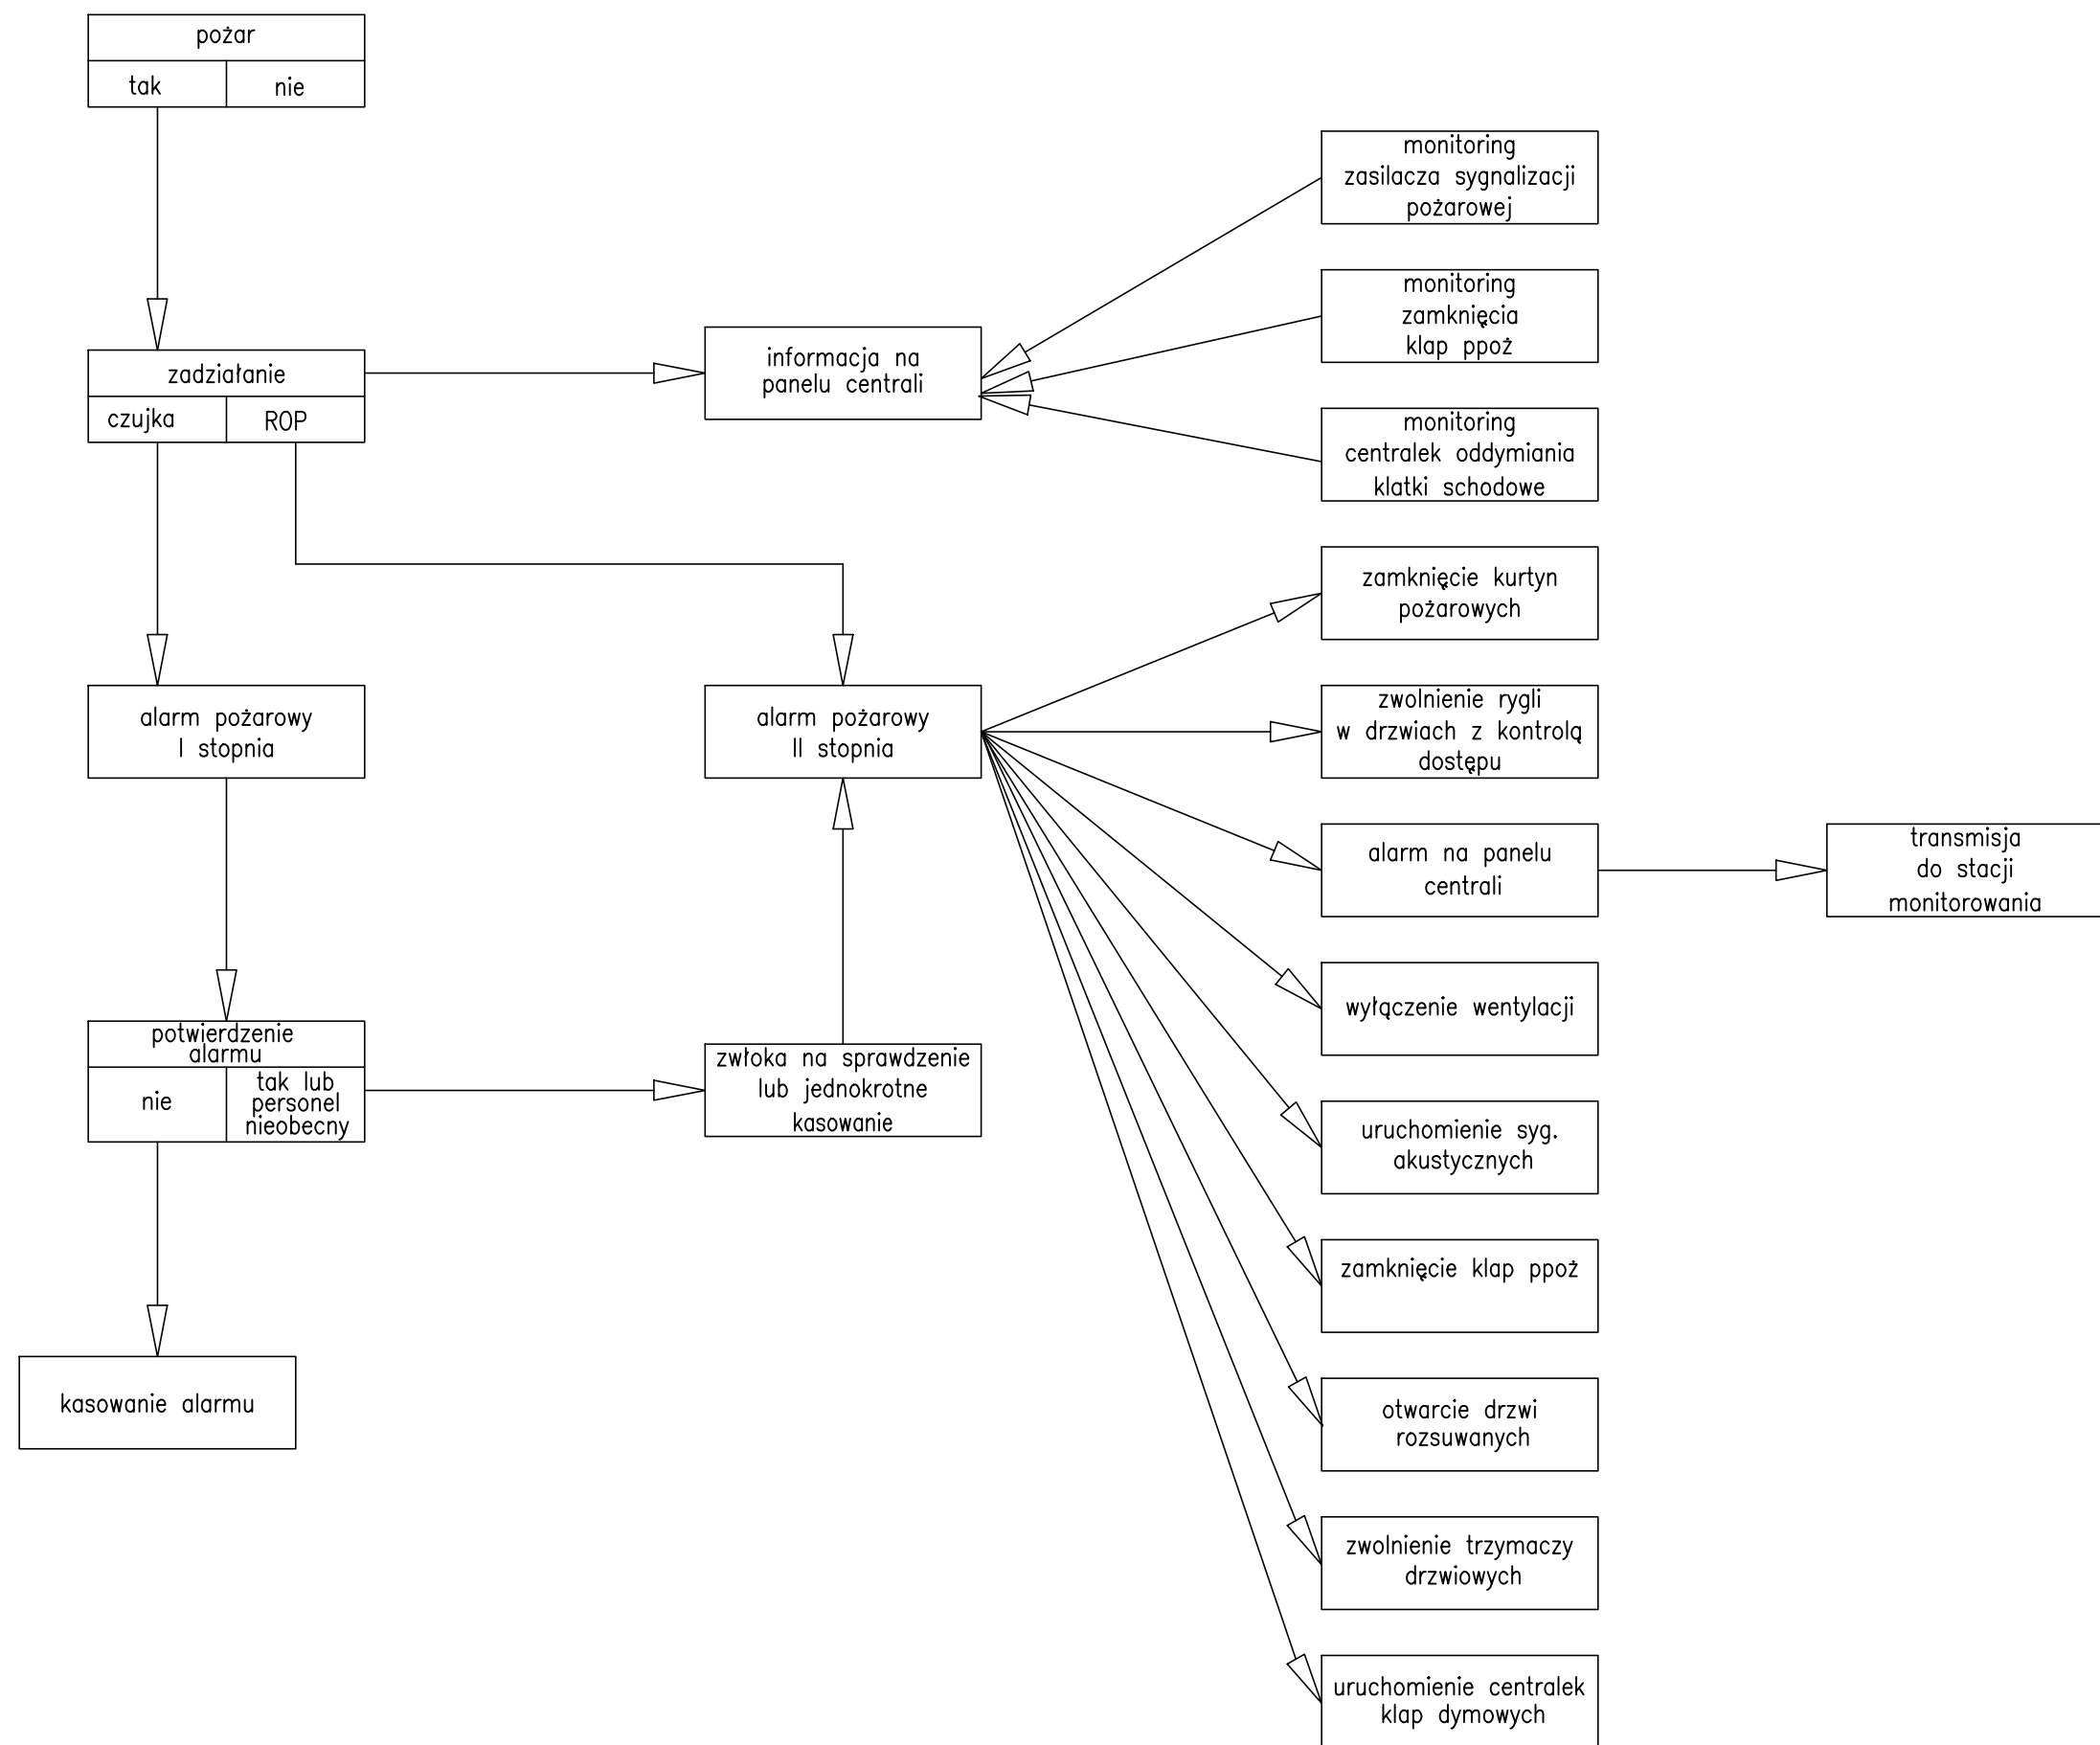 pożar
tak
nie
zadziałanie
czujka
ROP
informacja na
panelu centrali
monitoring
zasilacza sygnalizacji
pożarowej
monitoring
zamknięcia
klap ppoż
monitoring
centralek oddymiania
klatki schodowe
alarm pożarowy
I stopnia
alarm pożarowy
II stopnia
zamknięcie kurtyn
pożarowych
zwolnienie rygli
w drzwiach z kontrolą
dostępu
alarm na panelu
centrali
transmisja
do stacji
monitorowania
wyłączenie wentylacji
potwierdzenie
alarmu
nie
tak lub
personel
nieobecny
zwłoka na sprawdzenie
lub jednokrotne
kasowanie
uruchomienie syg.
akustycznych
zamknięcie klap ppoż
kasowanie alarmu
otwarcie drzwi
rozsuwanych
zwolnienie trzymaczy
drzwiowych
uruchomienie centralek
klap dymowych